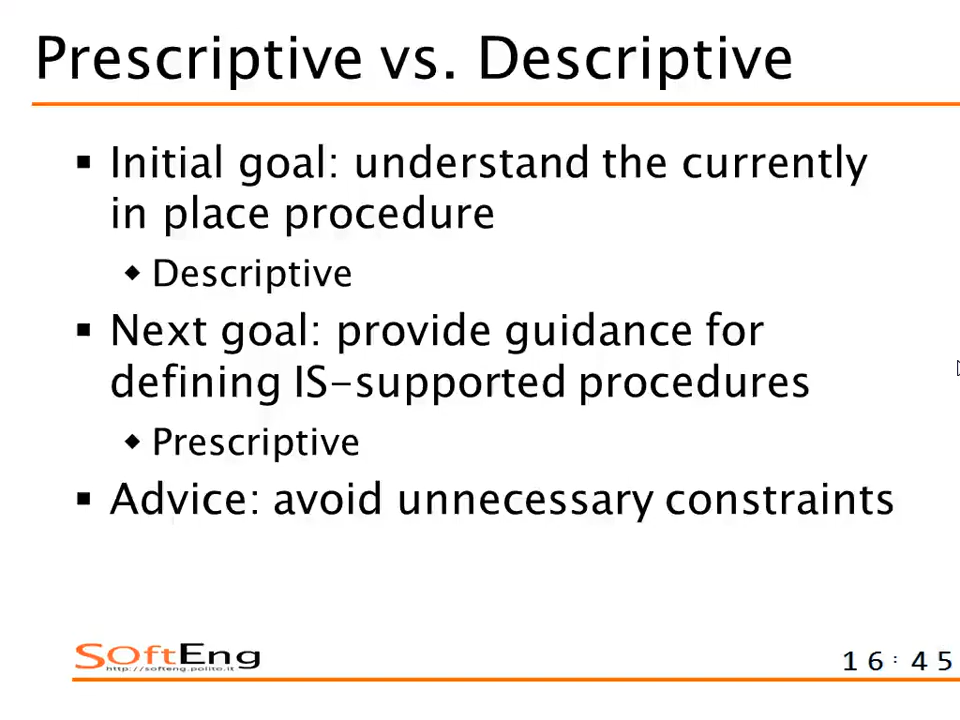 Prescriptive vs. Descriptive
▪ Initial goal: understand the currently
in place procedure
◆ Descriptive
▪ Next goal: provide guidance for
defining IS-supported procedures
◆ Prescriptive
▪ Advice: avoid unnecessary constraints
SOftEng
http://softeng.polito.it
16:45